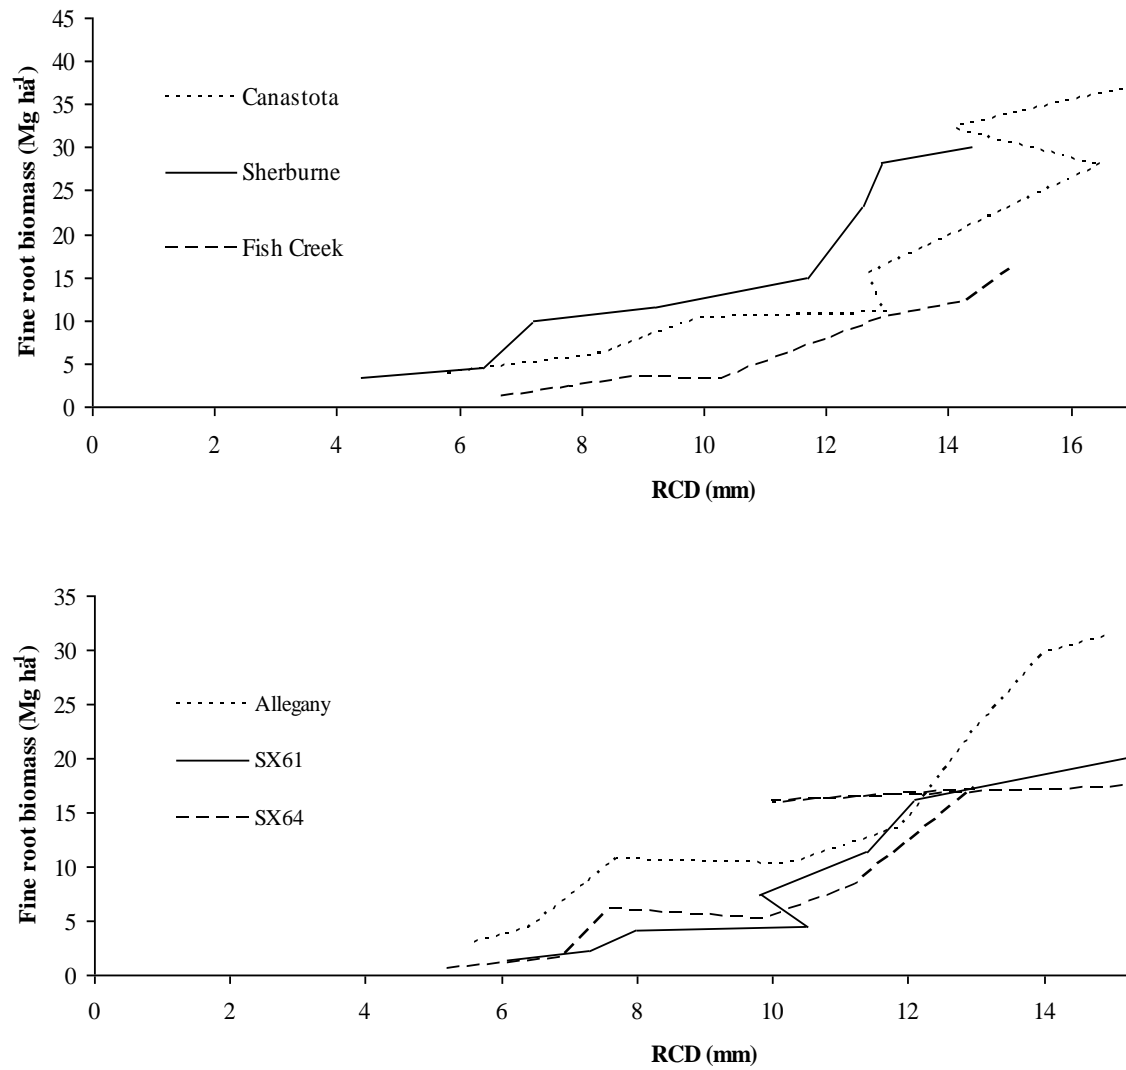 45
40
35
30
25
20
15
10
5
0
Fine root biomass (Mg ha-1)
Canastota
Sherburne
Fish Creek
0 2 4 6 8 10 12 14 16
RCD (mm)
35
30
25
20
15
10
5
0
Fine root biomass (Mg ha-1)
Allegany
SX61
SX64
0 2 4 6 8 10 12 14
RCD (mm)